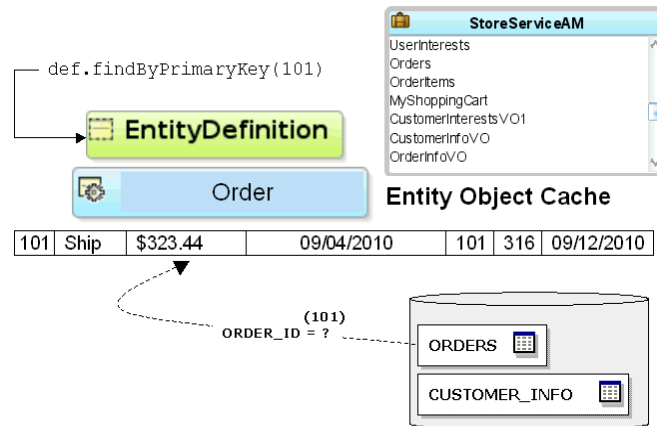 StoreServiceAM
UserInterests
Orders
OrderItems
MyShoppingCart
CustomerInterestsVO1
CustomerInfoVO
OrderInfoVO
def.findByPrimaryKey(101)
EntityDefinition
Order
Entity Object Cache
101 Ship $323.44 09/04/2010 101 316 09/12/2010
(101)
ORDER_ID = ?
ORDERS
CUSTOMER_INFO